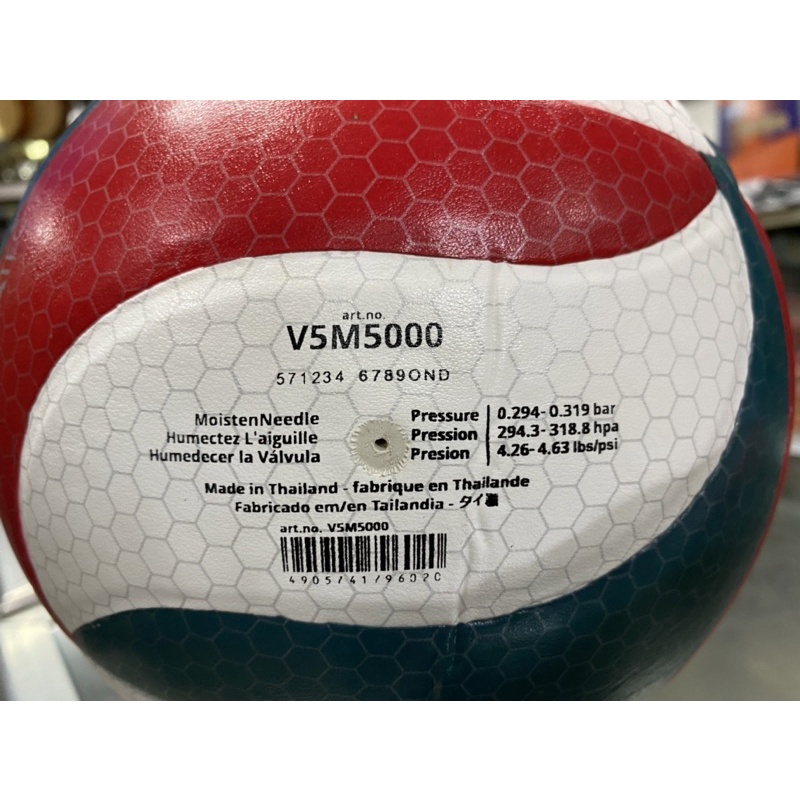 art.no.
V5M5000
571234 6789OND
MoistenNeedle
Humectez L'aiguille
Humedecer la Válvula
Pressure
Pression
Presion
0.294- 0.319 bar
294.3- 318.8 hpa
4.26- 4.63 lbs/psi
Made in Thailand - fabrique en Thailande
Fabricado em/en Tailandia - タイ
art.no. V5M5000
4905741796020